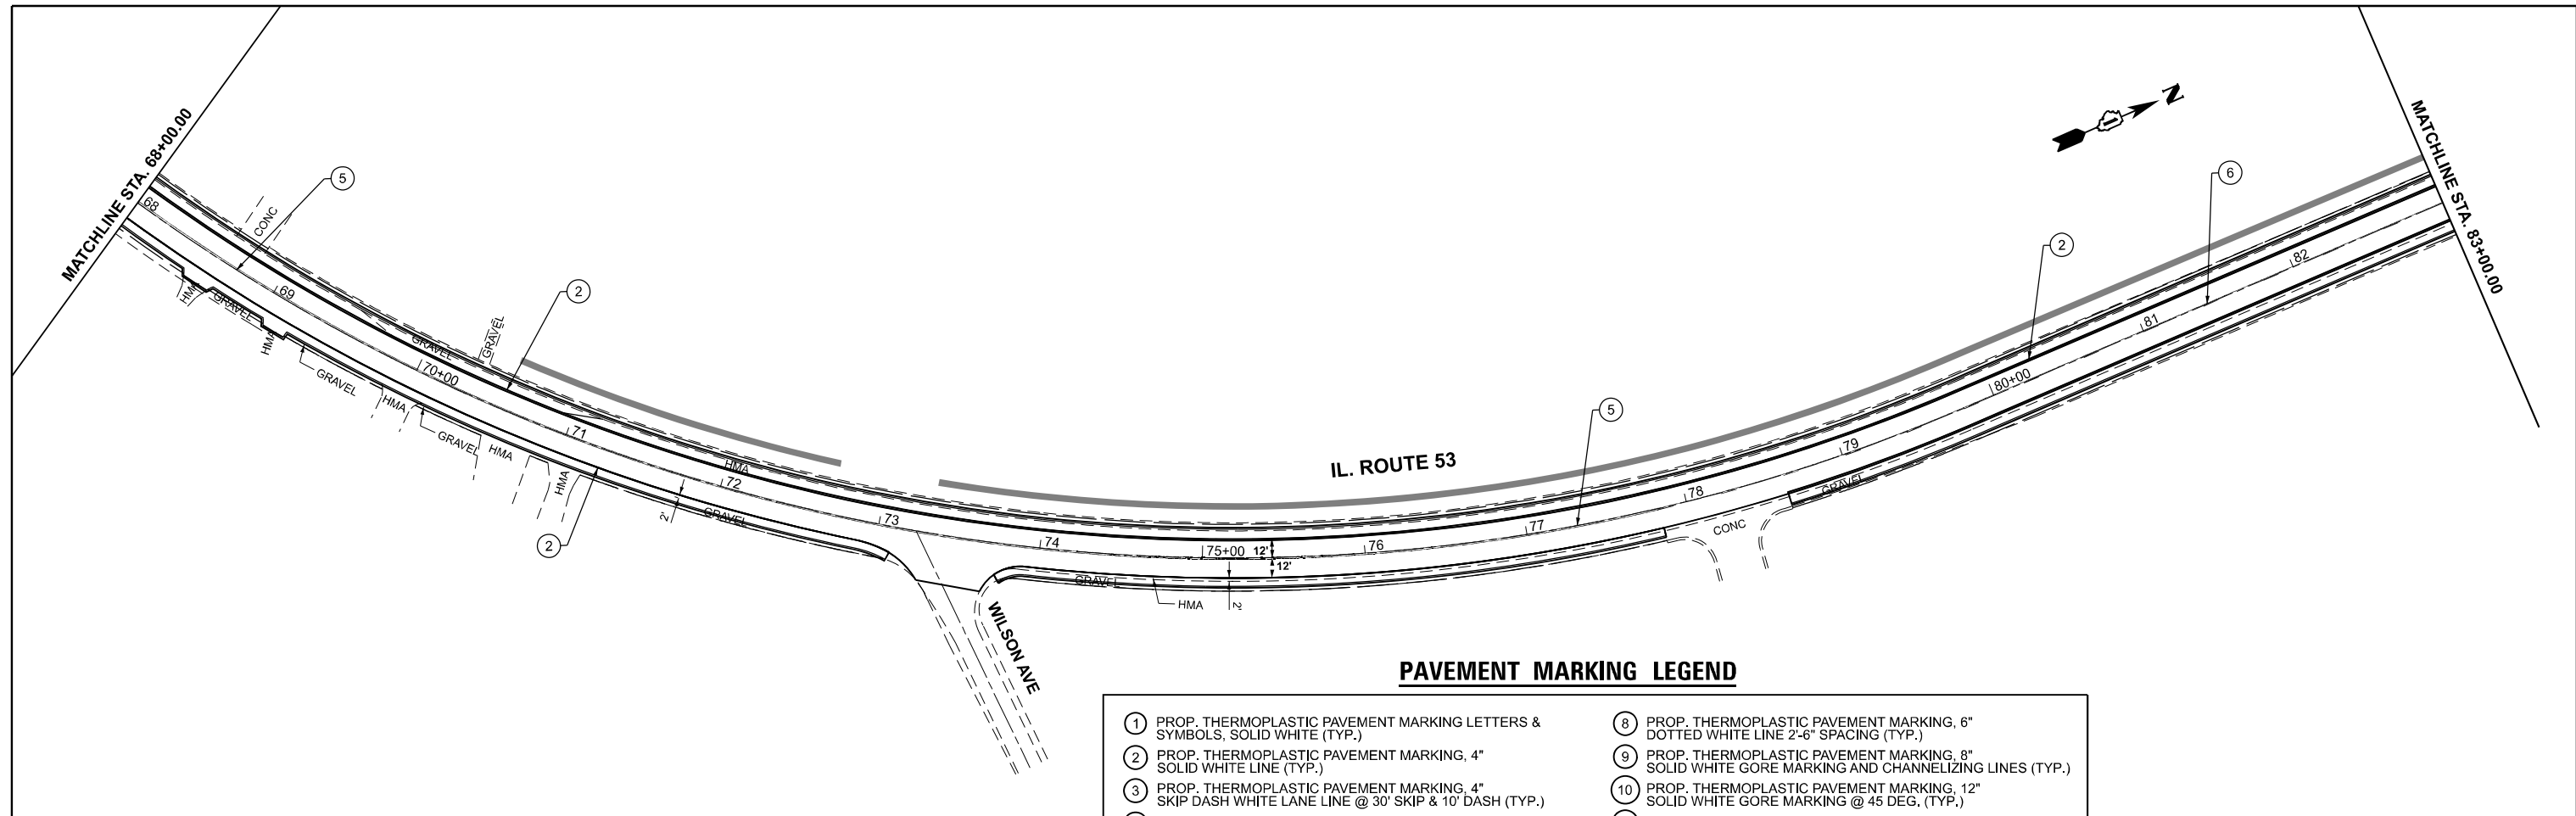 MATCHLINE STA. 68+00.00
MATCHLINE STA. 83+00.00
N
5
2
5
2
6
2
CONC
GRAVEL
GRAVEL
HMA
68
69
70+00
71
72
73
74
75+00
76
77
78
79
80+00
81
82
HMA
GRAVEL
HMA
GRAVEL
HMA
GRAVEL
HMA
HMA
2'
GRAVEL
12'
12'
GRAVEL
HMA
2'
CONC
GRAVEL
IL. ROUTE 53
WILSON AVE
PAVEMENT MARKING LEGEND
1 PROP. THERMOPLASTIC PAVEMENT MARKING LETTERS &
SYMBOLS, SOLID WHITE (TYP.)
2 PROP. THERMOPLASTIC PAVEMENT MARKING, 4"
SOLID WHITE LINE (TYP.)
3 PROP. THERMOPLASTIC PAVEMENT MARKING, 4"
SKIP DASH WHITE LANE LINE @ 30' SKIP & 10' DASH (TYP.)
8 PROP. THERMOPLASTIC PAVEMENT MARKING, 6"
DOTTED WHITE LINE 2'-6" SPACING (TYP.)
9 PROP. THERMOPLASTIC PAVEMENT MARKING, 8"
SOLID WHITE GORE MARKING AND CHANNELIZING LINES (TYP.)
10 PROP. THERMOPLASTIC PAVEMENT MARKING, 12"
SOLID WHITE GORE MARKING @ 45 DEG. (TYP.)